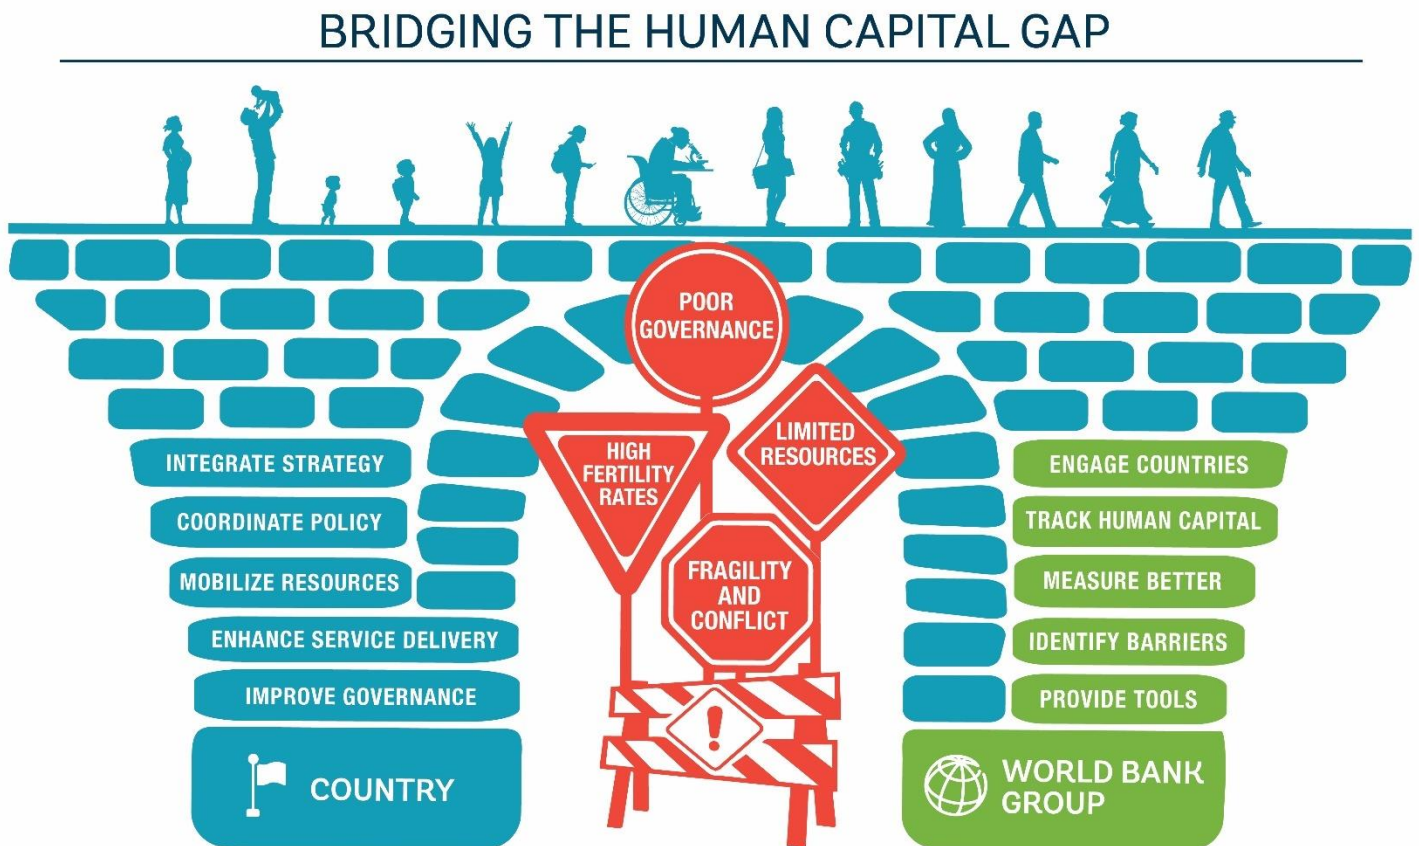 BRIDGING THE HUMAN CAPITAL GAP
POOR
GOVERNANCE
HIGH
FERTILITY
RATES
LIMITED
RESOURCES
FRAGILITY
AND
CONFLICT
!
INTEGRATE STRATEGY
COORDINATE POLICY
MOBILIZE RESOURCES
ENHANCE SERVICE DELIVERY
IMPROVE GOVERNANCE
COUNTRY
ENGAGE COUNTRIES
TRACK HUMAN CAPITAL
MEASURE BETTER
IDENTIFY BARRIERS
PROVIDE TOOLS
WORLD BANK
GROUP